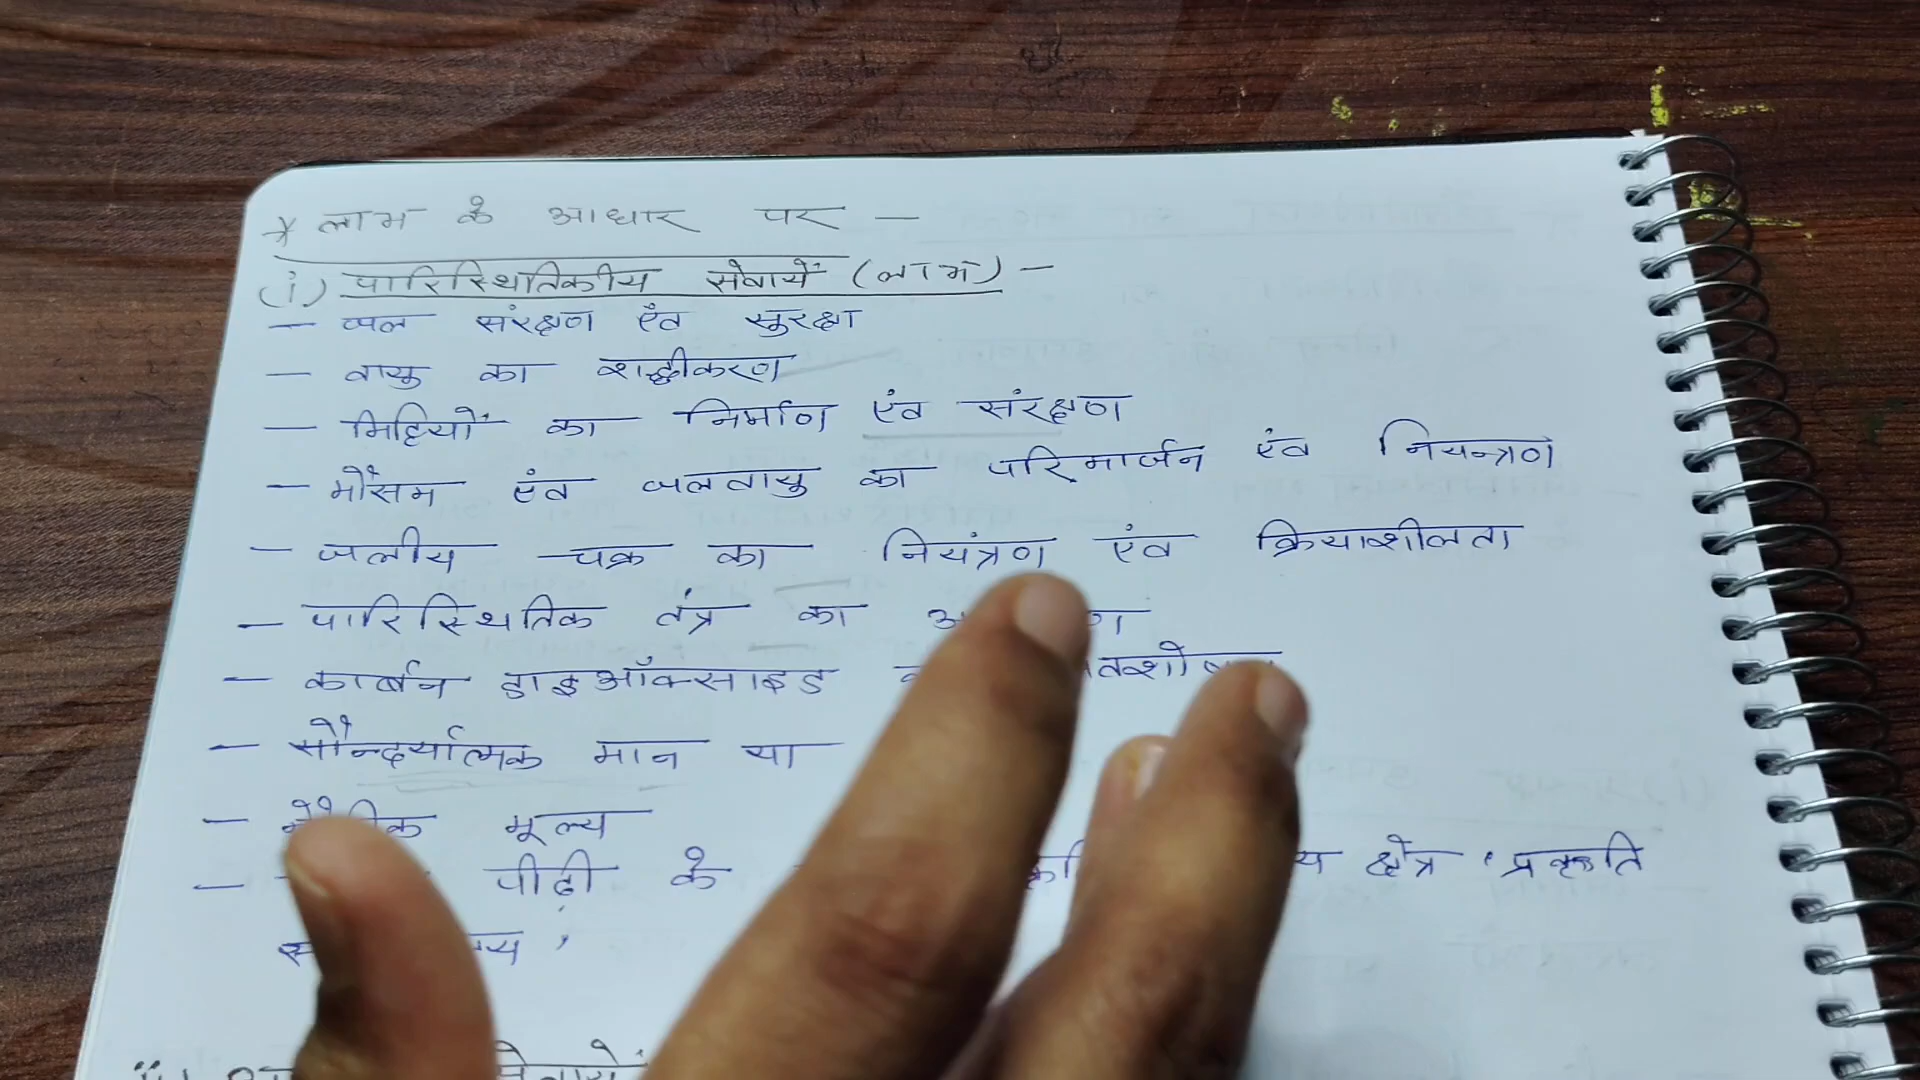 * लाभ के आधार पर —
(i) पारिस्थितिकीय सेवायें (लाभ) —
— जल संरक्षण एंव सुरक्षा
— वायु का शुद्धीकरण
— मिट्टियों का निर्माण एंव संरक्षण
— मौसम एंव जलवायु का परिमार्जन एंव नियन्त्रण
— जलीय चक्र का नियंत्रण एंव क्रियाशीलता
— पारिस्थितिक तंत्र का
— कार्बन डाइऑक्साइड
— सौन्दर्यात्मक मान या
— मूल्य
— पीढ़ी के क्षेत्र 'प्रकृति